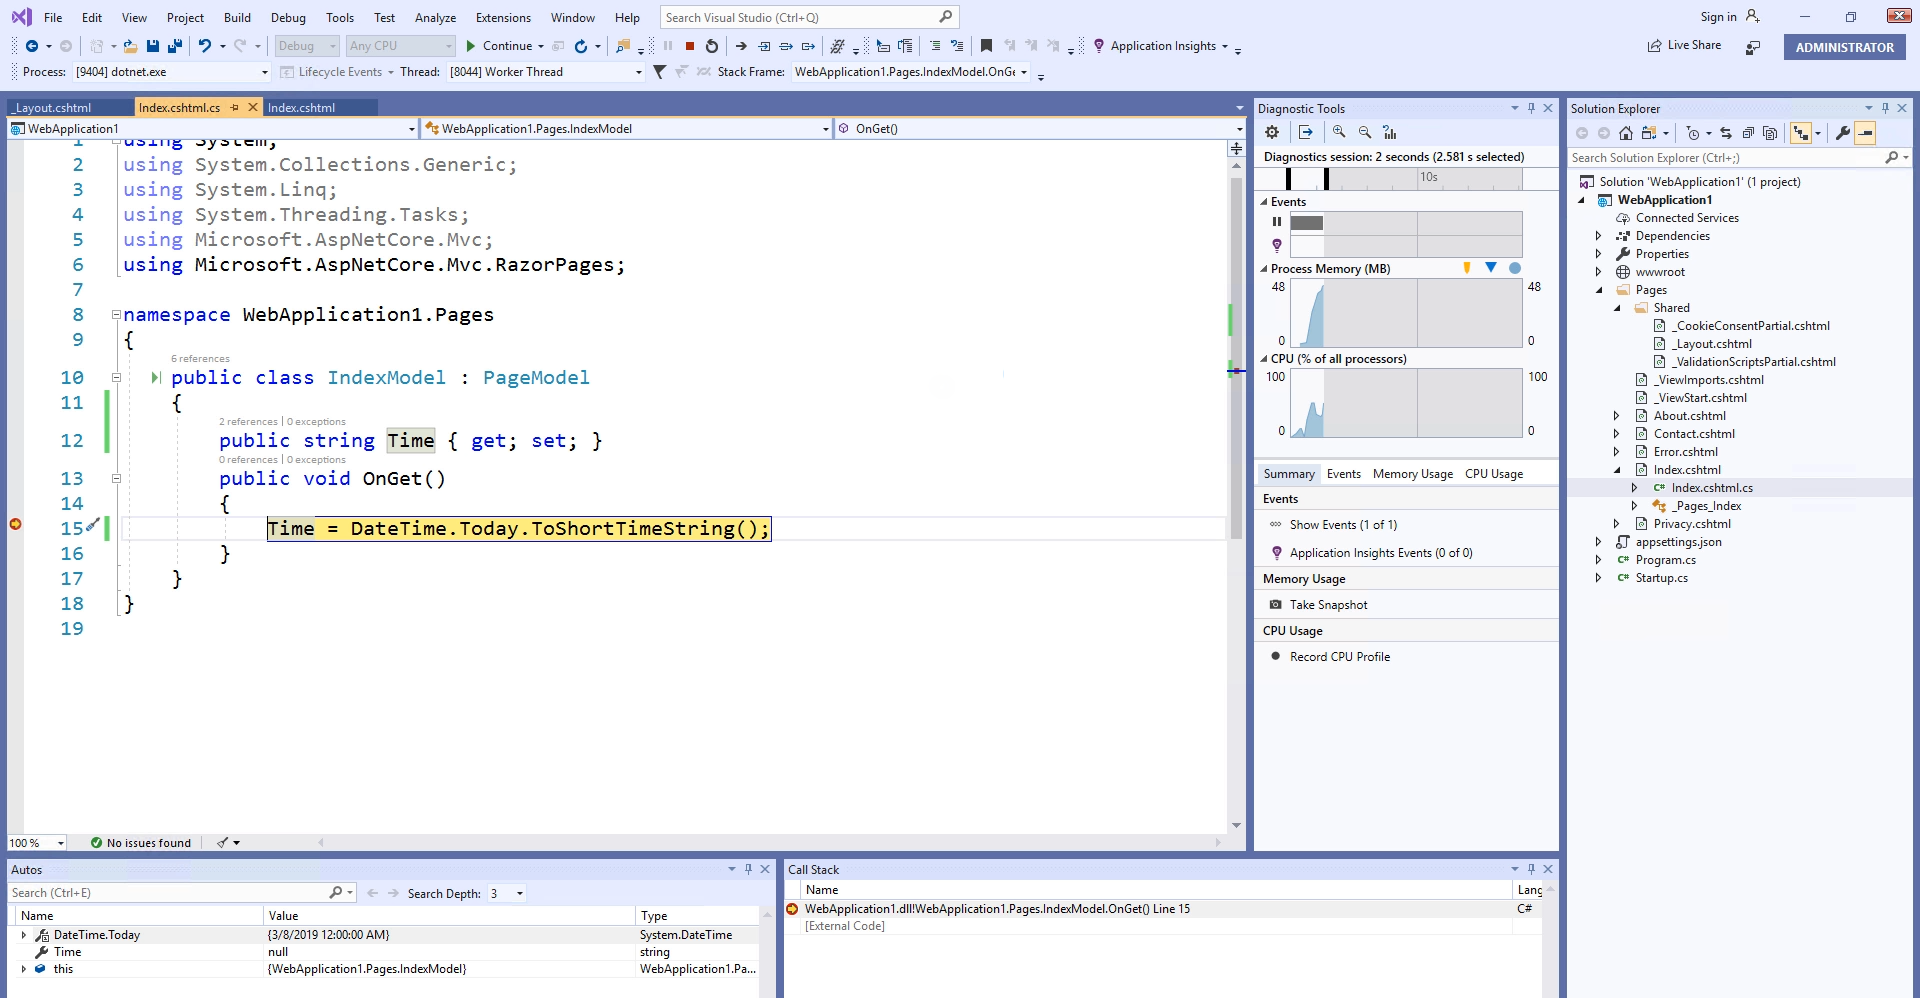 File Edit View Project Build Debug Tools Test Analyze Extensions Window Help Search Visual Studio (Ctrl+Q) Sign in
Debug Any CPU Continue Application Insights Live Share ADMINISTRATOR
Process: [9404] dotnet.exe Lifecycle Events Thread: [8044] Worker Thread Stack Frame: WebApplication1.Pages.IndexModel.OnGe
_Layout.cshtml Index.cshtml.cs Index.cshtml
WebApplication1 WebApplication1.Pages.IndexModel OnGet()
1 using System;
2 using System.Collections.Generic;
3 using System.Linq;
4 using System.Threading.Tasks;
5 using Microsoft.AspNetCore.Mvc;
6 using Microsoft.AspNetCore.Mvc.RazorPages;
7
8 namespace WebApplication1.Pages
9 {
6 references
10 public class IndexModel : PageModel
11 {
2 references | 0 exceptions
12 public string Time { get; set; }
0 references | 0 exceptions
13 public void OnGet()
14 {
15 Time = DateTime.Today.ToShortTimeString();
16 }
17 }
18 }
19
100 % No issues found
Diagnostic Tools
Diagnostics session: 2 seconds (2.581 s selected)
10s
Events
Process Memory (MB)
48 48
0 0
CPU (% of all processors)
100 100
0 0
Summary Events Memory Usage CPU Usage
Events
Show Events (1 of 1)
Application Insights Events (0 of 0)
Memory Usage
Take Snapshot
CPU Usage
Record CPU Profile
Solution Explorer
Search Solution Explorer (Ctrl+;)
Solution 'WebApplication1' (1 project)
WebApplication1
Connected Services
Dependencies
Properties
wwwroot
Pages
Shared
_CookieConsentPartial.cshtml
_Layout.cshtml
_ValidationScriptsPartial.cshtml
_ViewImports.cshtml
_ViewStart.cshtml
About.cshtml
Contact.cshtml
Error.cshtml
Index.cshtml
C# Index.cshtml.cs
_Pages_Index
Privacy.cshtml
appsettings.json
C# Program.cs
C# Startup.cs
Autos
Search (Ctrl+E) Search Depth: 3
Name Value Type
DateTime.Today {3/8/2019 12:00:00 AM} System.DateTime
Time null string
this {WebApplication1.Pages.IndexModel} WebApplication1.Pa...
Call Stack
Name Lang
WebApplication1.dll!WebApplication1.Pages.IndexModel.OnGet() Line 15 C#
[External Code]